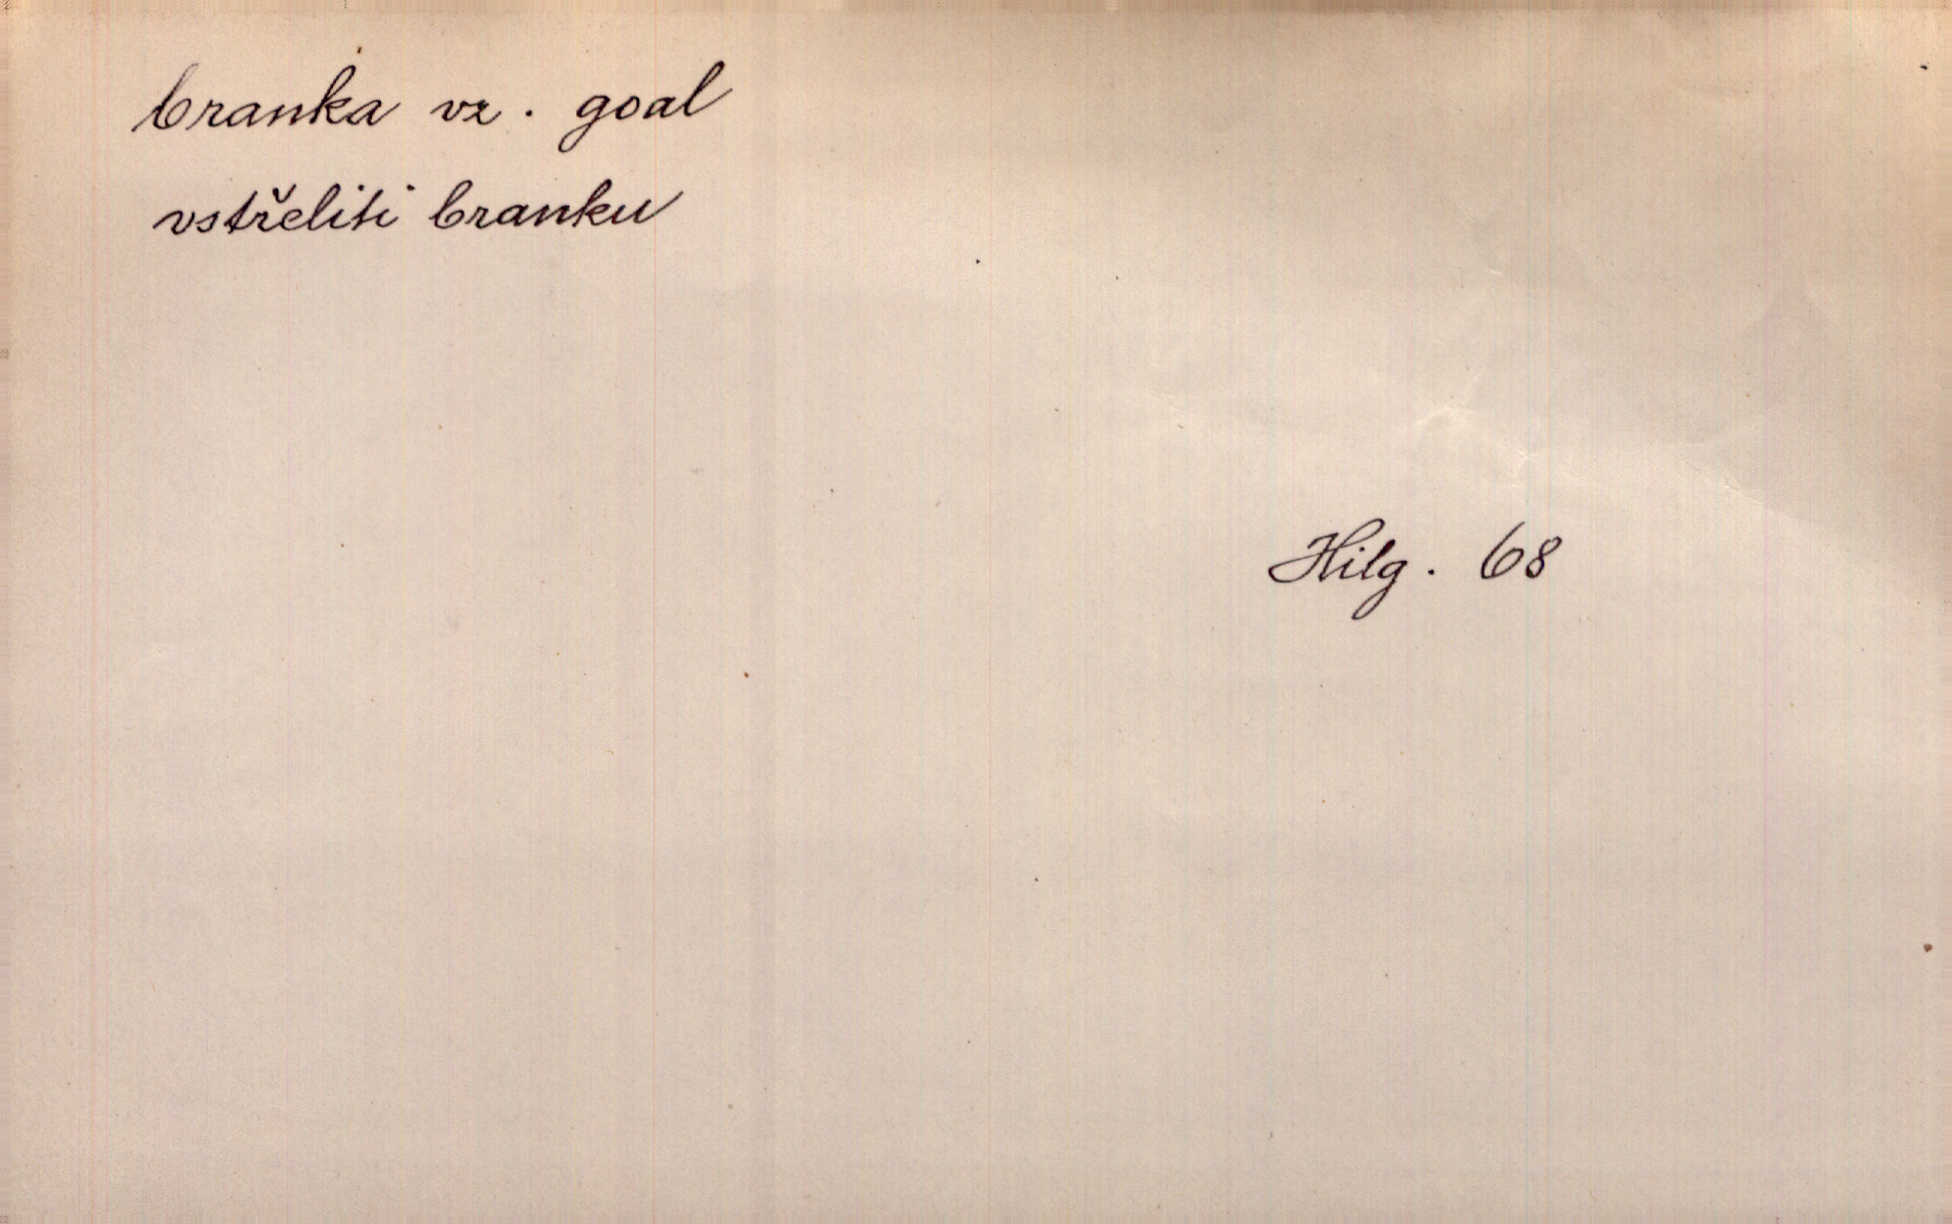 branka vz. goal
vstřeliti branku
Hilg. 68